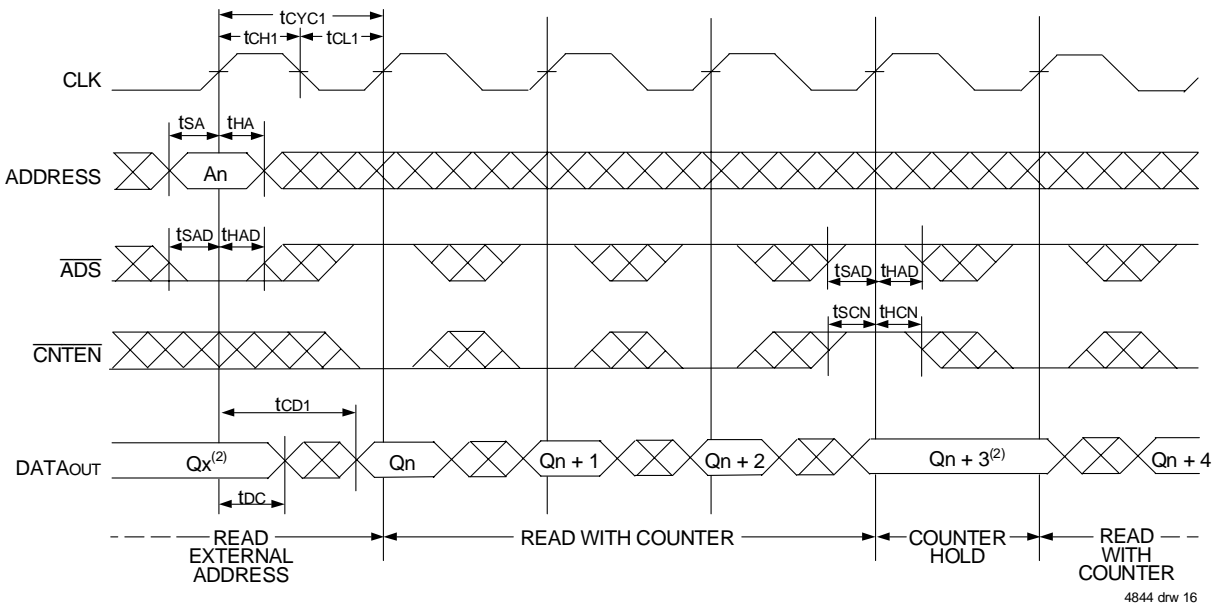 tCYC1
tCH1 tCL1
CLK
tSA tHA
ADDRESS An
tSAD tHAD
ADS
tSAD tHAD
tSCN tHCN
CNTEN
tCD1
DATAOUT Qx(2) Qn Qn + 1 Qn + 2 Qn + 3(2) Qn + 4
tDC
READ EXTERNAL ADDRESS
READ WITH COUNTER
COUNTER HOLD
READ WITH COUNTER
4844 drw 16